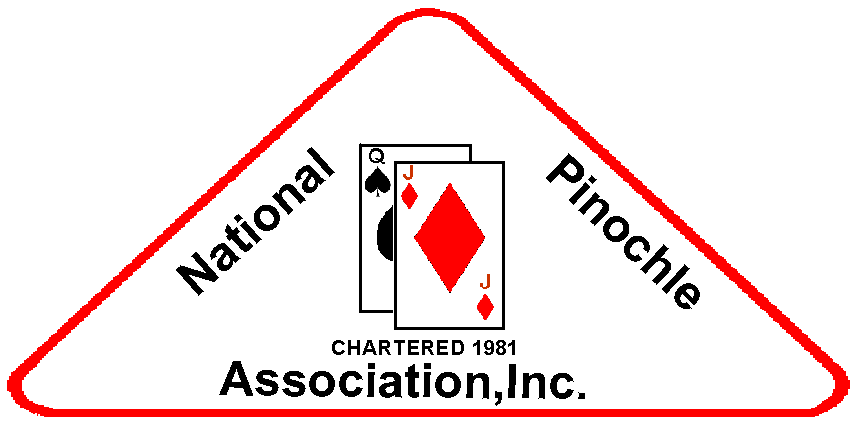 National
Pinochle
Q
J
J
CHARTERED 1981
Association,Inc.